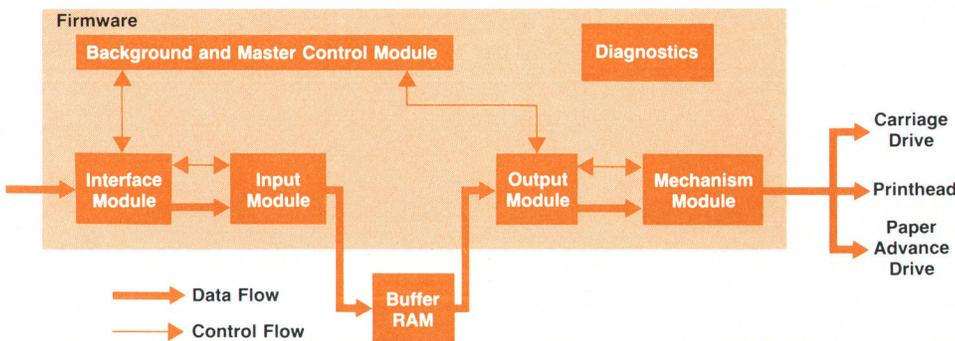 Firmware
Background and Master Control Module
Diagnostics
Interface
Module
Input
Module
Output
Module
Mechanism
Module
Carriage
Drive
Printhead
Paper
Advance
Drive
Buffer
RAM
Data Flow
Control Flow